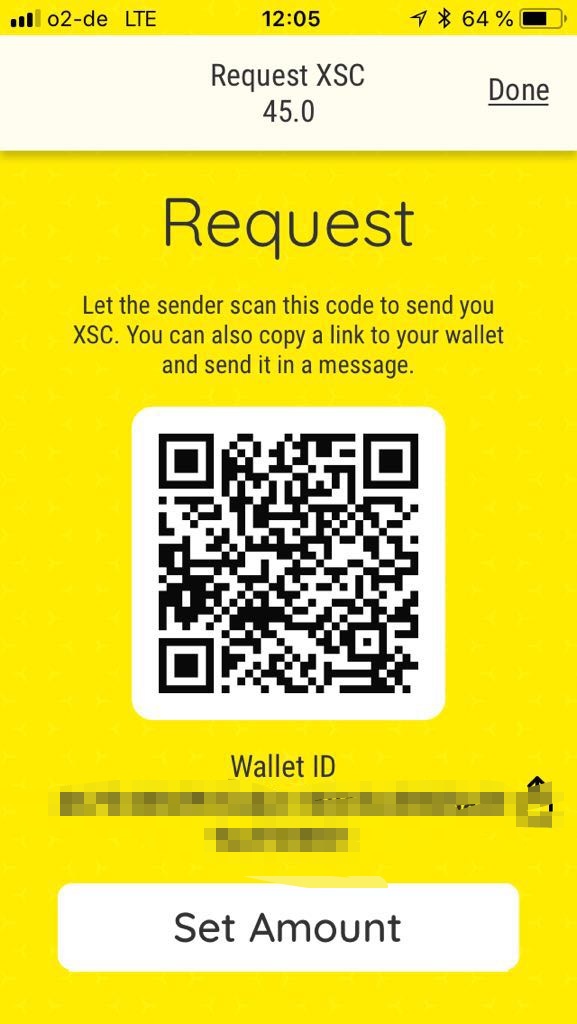 o2-de LTE 12:05 64 %
Request XSC
45.0
Done
Request
Let the sender scan this code to send you
XSC. You can also copy a link to your wallet
and send it in a message.
Wallet ID
Set Amount